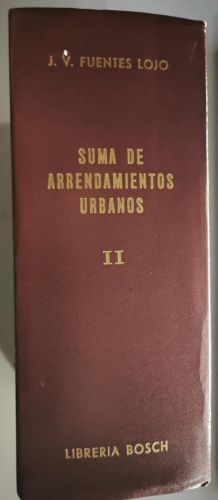 J. V. FUENTES LOJO
SUMA DE
ARRENDAMIENTOS
URBANOS
II
LIBRERIA BOSCH